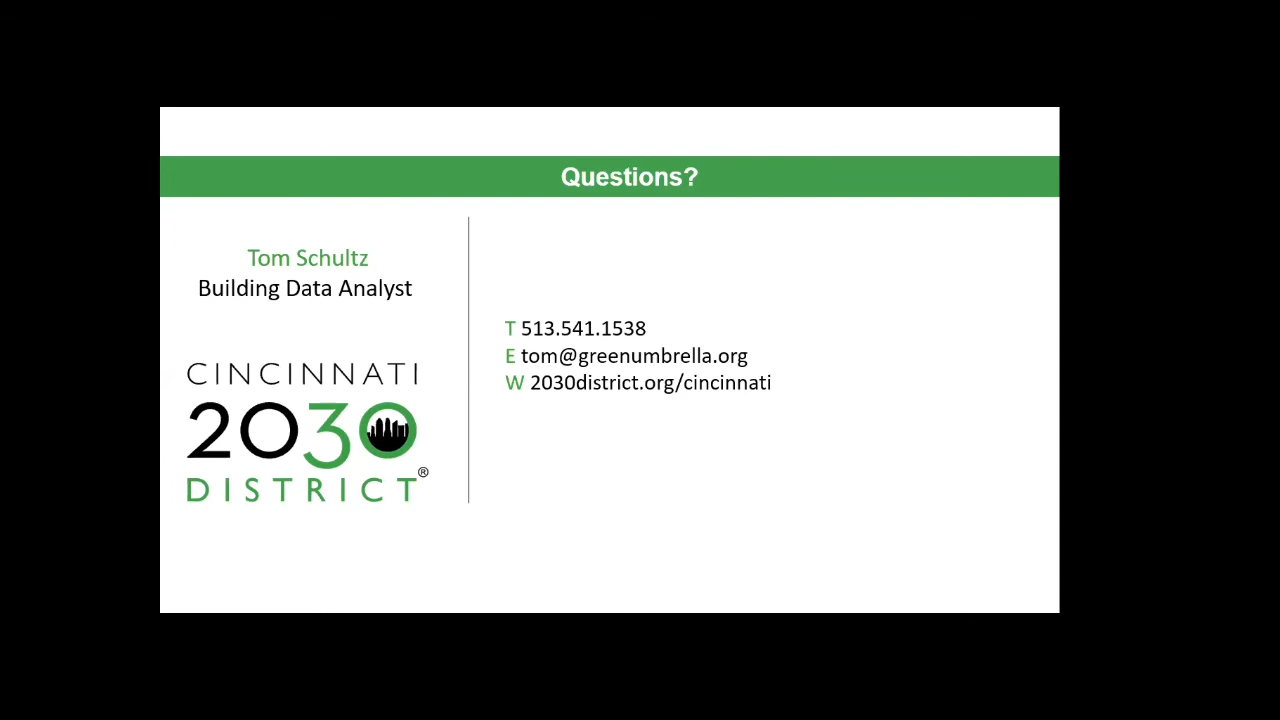 Questions?
Tom Schultz
Building Data Analyst
CINCINNATI
2030
DISTRICT®
T 513.541.1538
E tom@greenumbrella.org
W 2030district.org/cincinnati